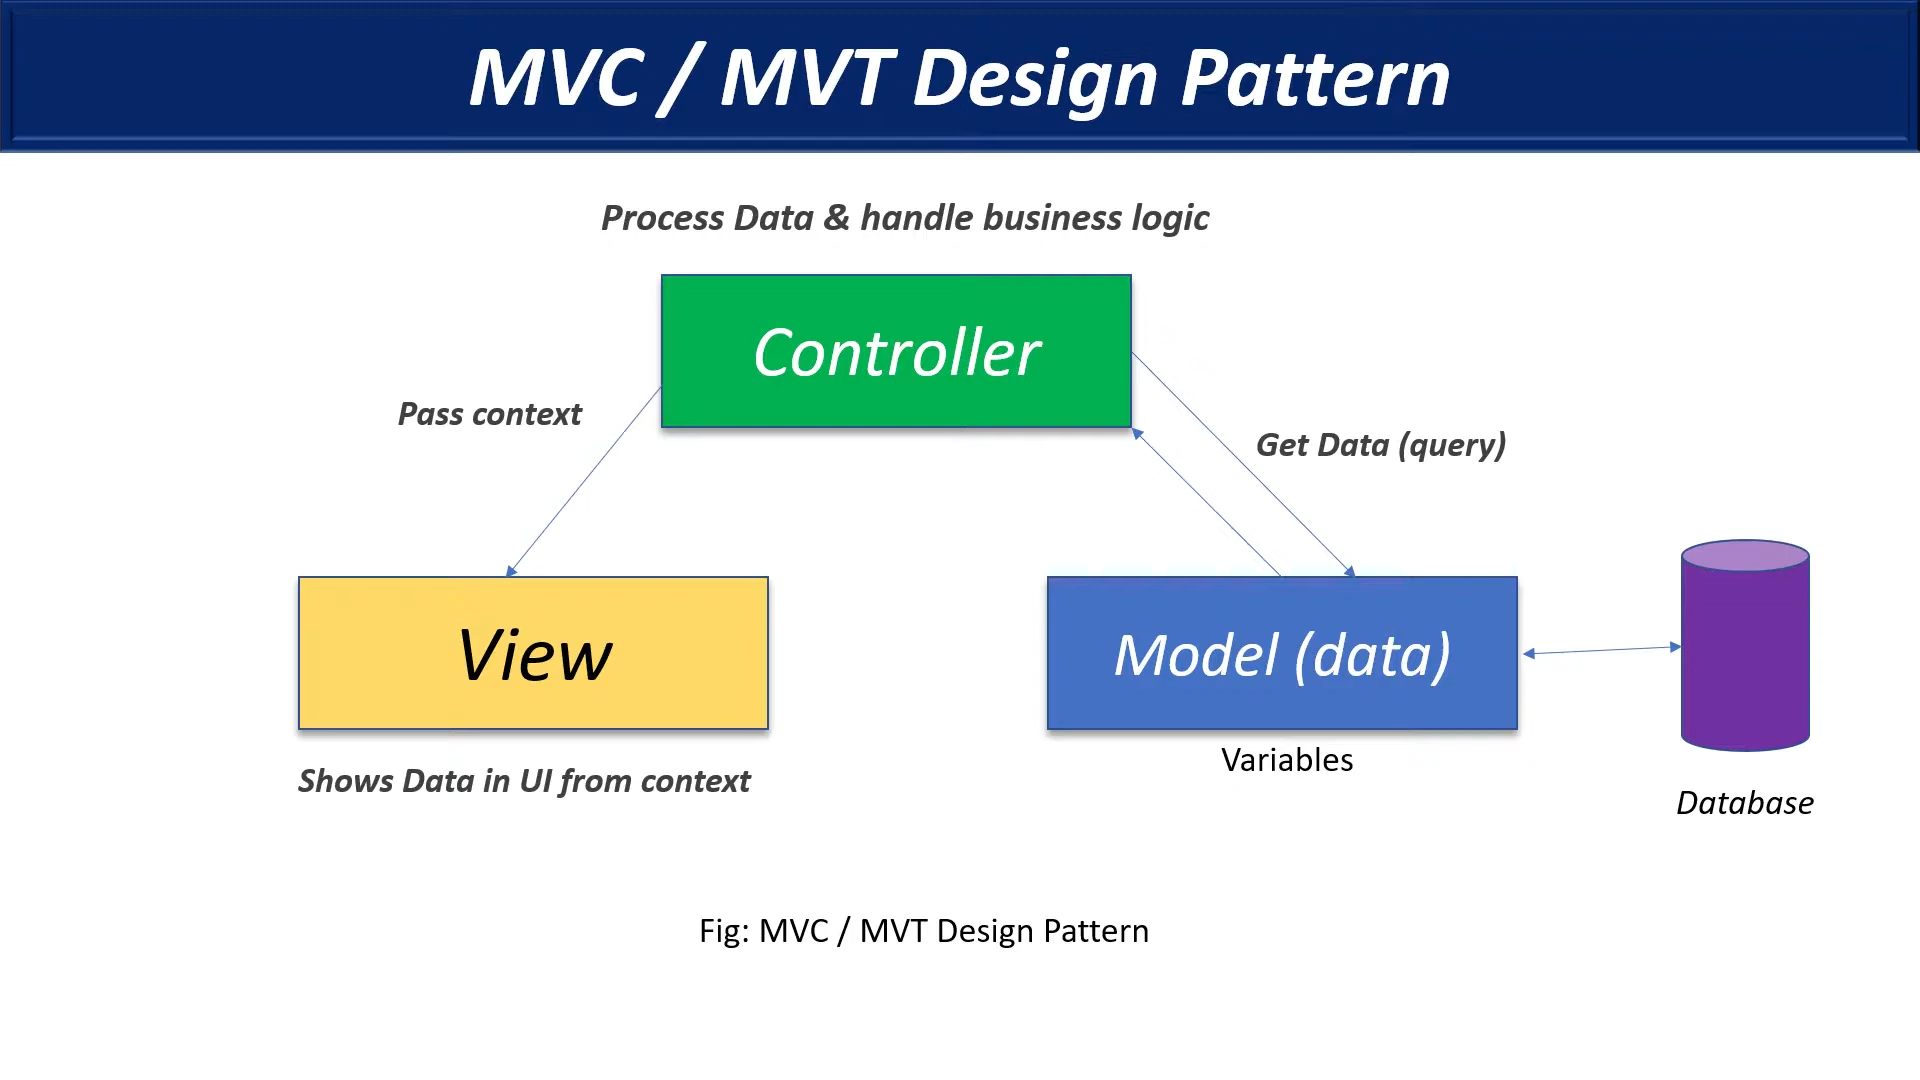 MVC / MVT Design Pattern
Process Data & handle business logic
Controller
Pass context
Get Data (query)
View
Model (data)
Variables
Shows Data in UI from context
Database
Fig: MVC / MVT Design Pattern